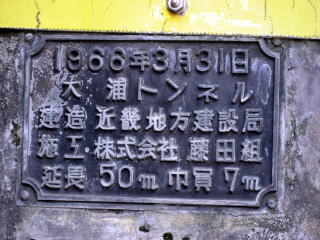 1966年3月31日
大浦トンネル
建造 近畿地方建設局
施工 株式会社 藤田組
延長 50m 巾員 7m